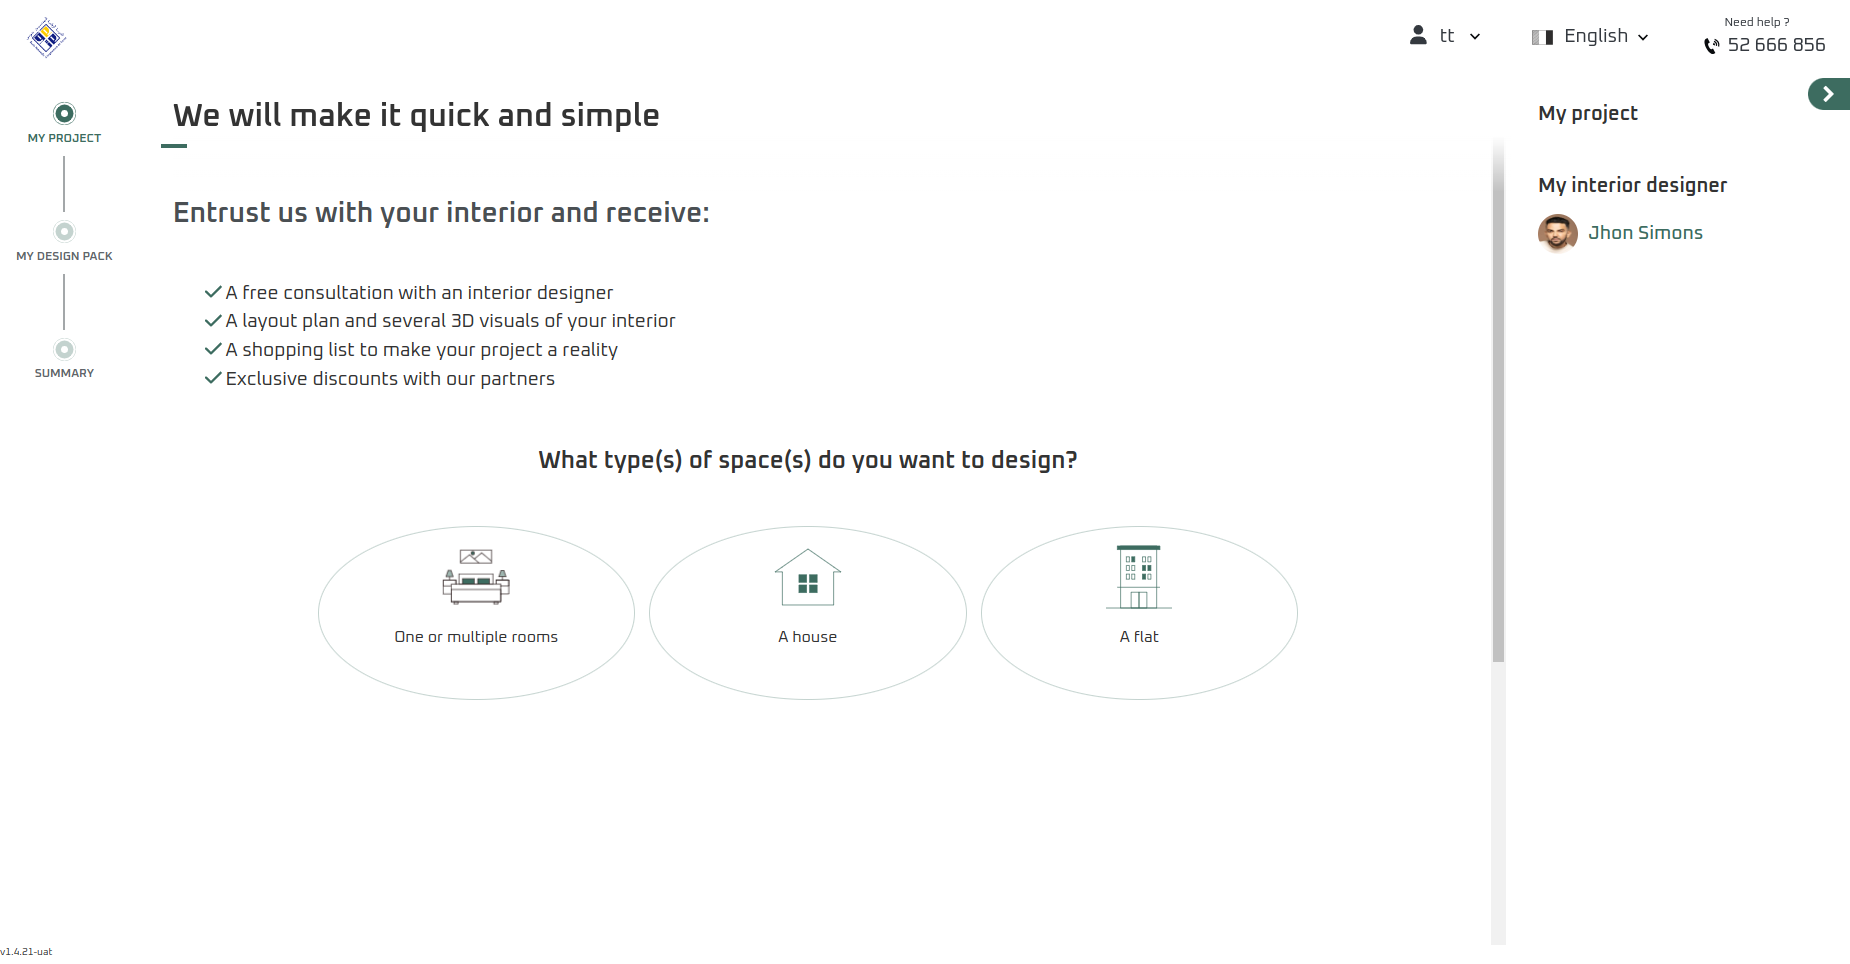 tt
English
Need help ?
52 666 856
MY PROJECT
MY DESIGN PACK
SUMMARY
We will make it quick and simple
Entrust us with your interior and receive:
A free consultation with an interior designer
A layout plan and several 3D visuals of your interior
A shopping list to make your project a reality
Exclusive discounts with our partners
What type(s) of space(s) do you want to design?
One or multiple rooms
A house
A flat
My project
My interior designer
Jhon Simons
v1.4.21-uat